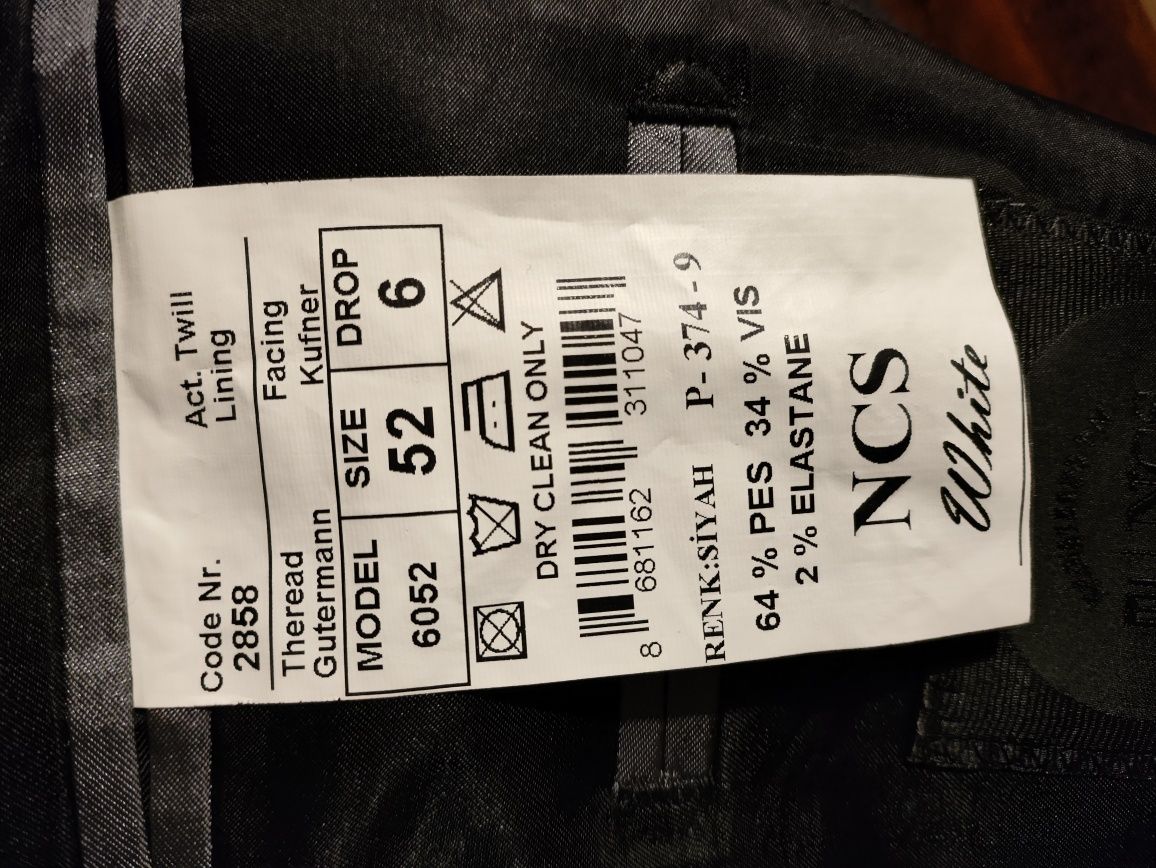 Code Nr.
2858
Act. Twill
Lining
Theread
Gutermann
Facing
Kufner
MODEL SIZE DROP
6052 52 6
DRY CLEAN ONLY
8 681162 311047
RENK:SİYAH P-374-9
64 % PES 34 % VIS
2 % ELASTANE
NCS
White